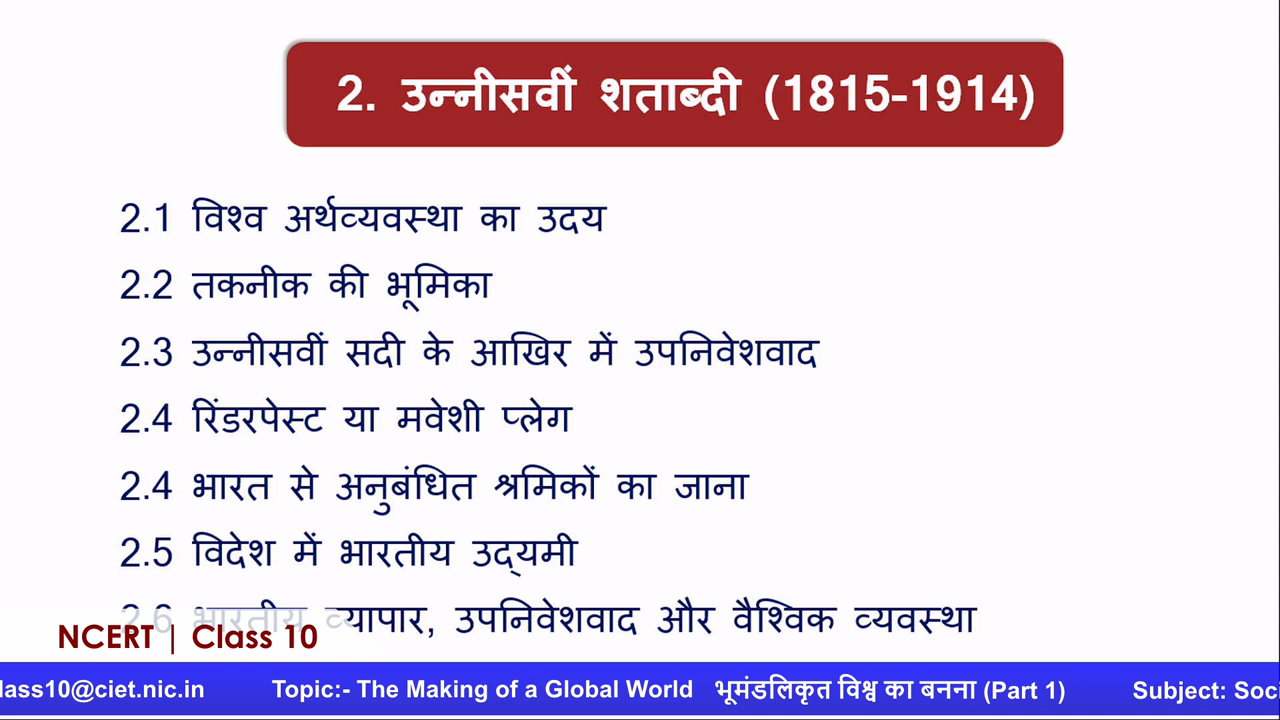 2. उन्नीसवीं शताब्दी (1815-1914)
2.1 विश्व अर्थव्यवस्था का उदय
2.2 तकनीक की भूमिका
2.3 उन्नीसवीं सदी के आखिर में उपनिवेशवाद
2.4 रिंडरपेस्ट या मवेशी प्लेग
2.4 भारत से अनुबंधित श्रमिकों का जाना
2.5 विदेश में भारतीय उद्यमी
2.6 भारतीय व्यापार, उपनिवेशवाद और वैश्विक व्यवस्था
NCERT | Class 10
lass10@ciet.nic.in Topic:- The Making of a Global World भूमंडलिकृत विश्व का बनना (Part 1) Subject: Soci